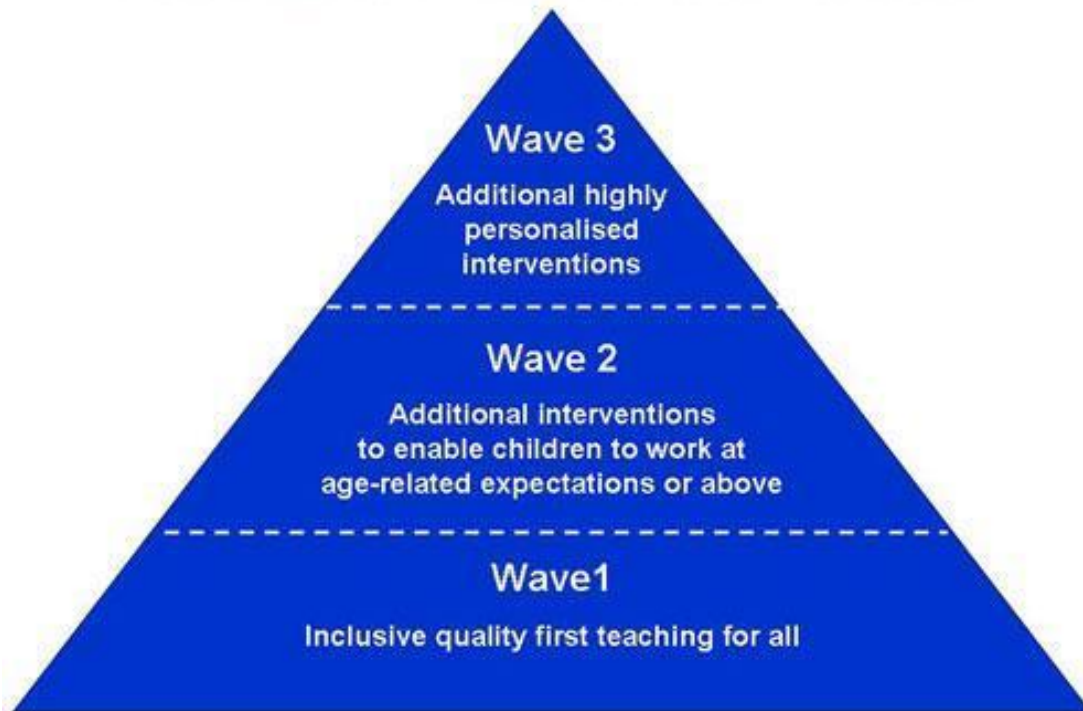 Wave 3
Additional highly
personalised
interventions
Wave 2
Additional interventions
to enable children to work at
age-related expectations or above
Wave1
Inclusive quality first teaching for all